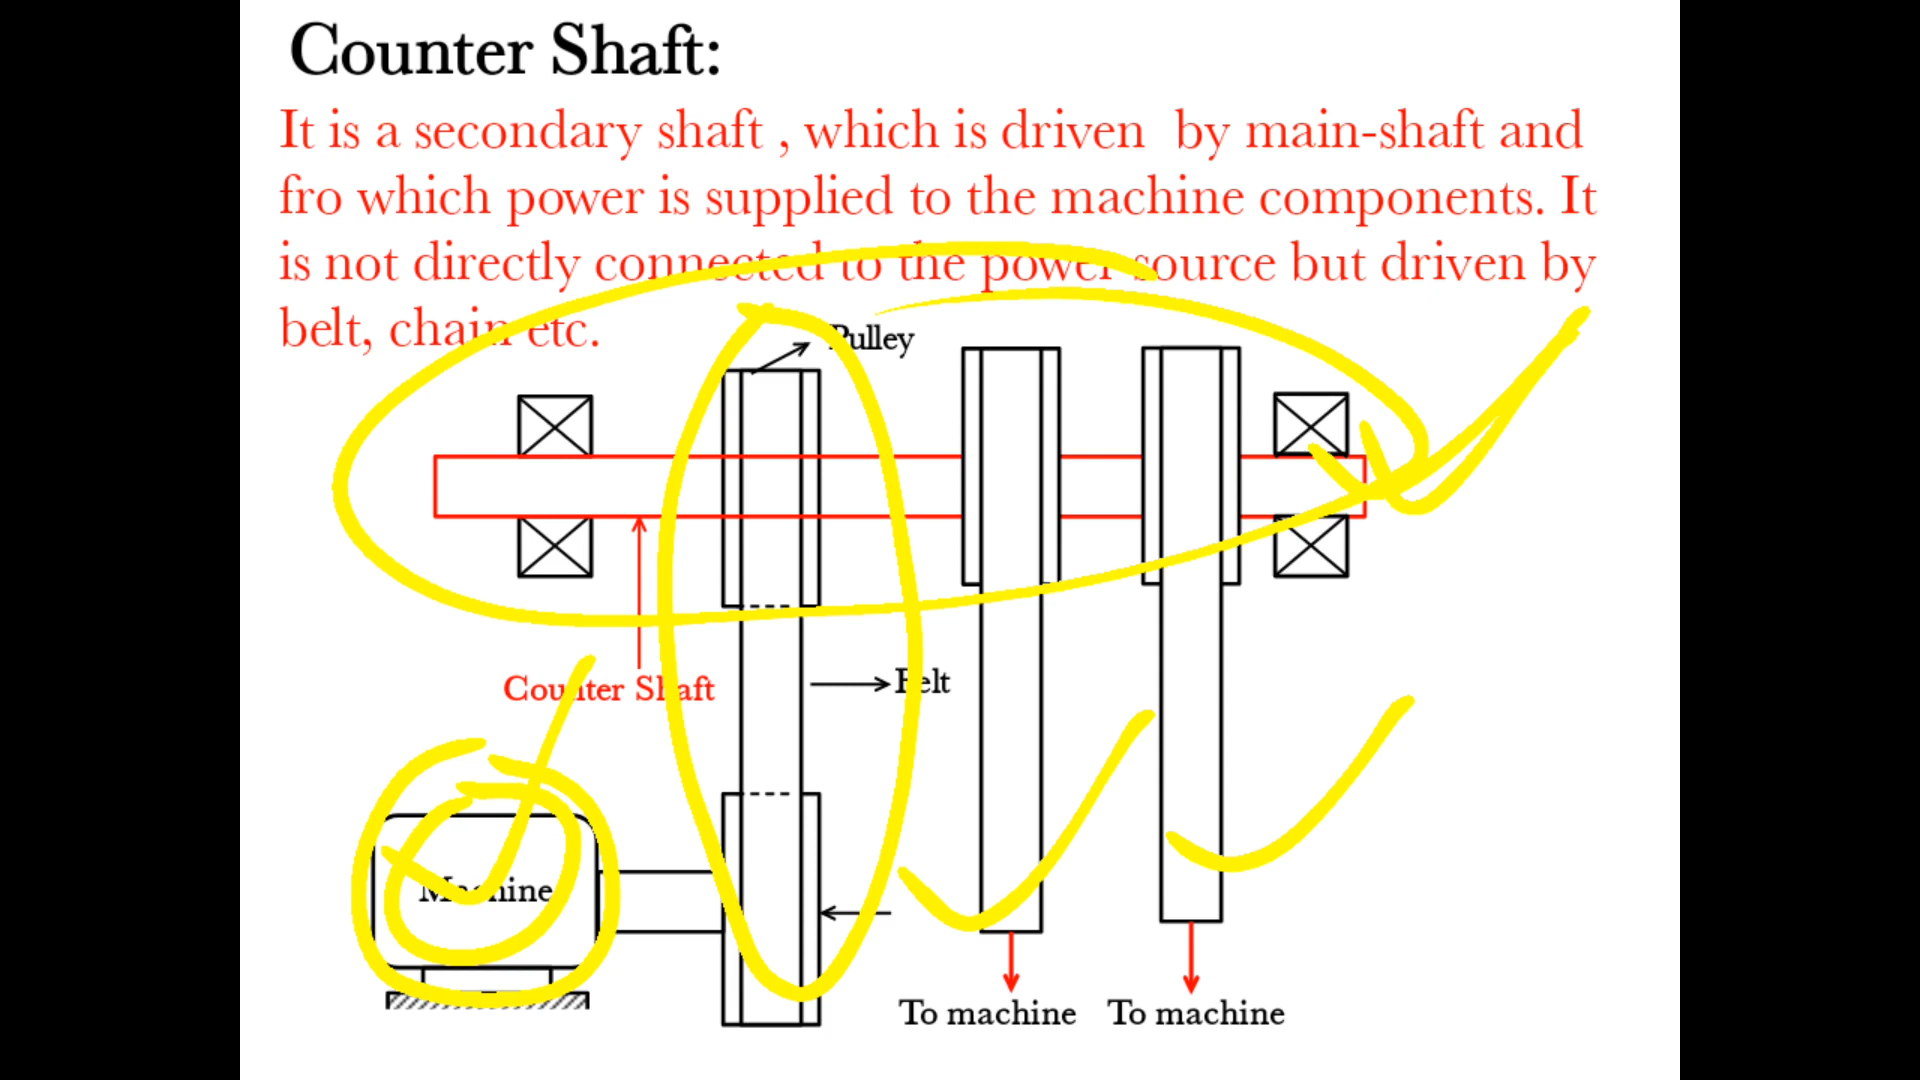 Counter Shaft:
It is a secondary shaft , which is driven by main-shaft and
fro which power is supplied to the machine components. It
is not directly connected to the power source but driven by
belt, chain etc.
Pulley
Counter Shaft
Belt
Machine
To machine To machine